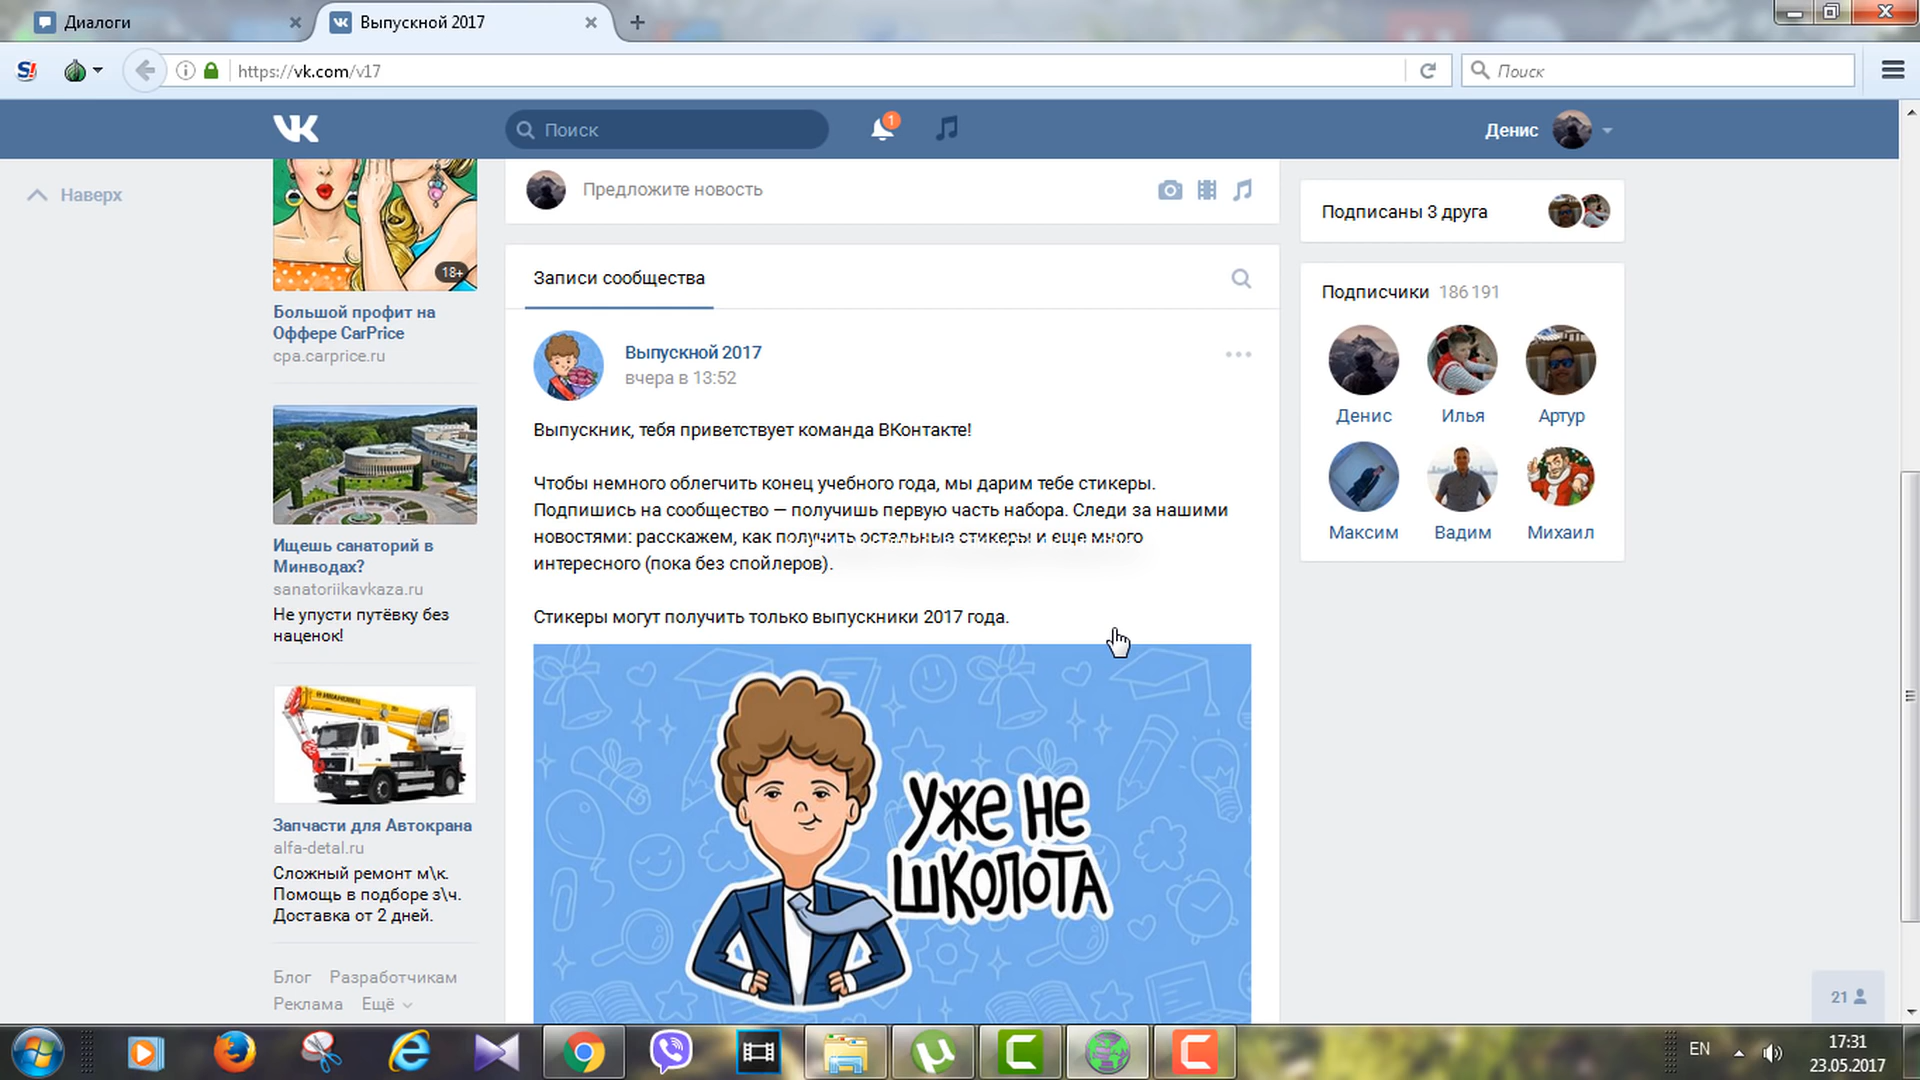 Диалоги
Выпускной 2017
https://vk.com/v17
Поиск
Поиск
1
Денис
Наверх
18+
Большой профит на
Оффере CarPrice
cpa.carprice.ru
Ищешь санаторий в
Минводах?
sanatoriikavkaza.ru
Не упусти путёвку без
наценок!
Запчасти для Автокрана
alfa-detal.ru
Сложный ремонт м\к.
Помощь в подборе з\ч.
Доставка от 2 дней.
Блог Разработчикам
Реклама Ещё
Предложите новость
Записи сообщества
Выпускной 2017
вчера в 13:52
Выпускник, тебя приветствует команда ВКонтакте!
Чтобы немного облегчить конец учебного года, мы дарим тебе стикеры.
Подпишись на сообщество — получишь первую часть набора. Следи за нашими
новостями: расскажем, как получить остальные стикеры и еще много
интересного (пока без спойлеров).
Стикеры могут получить только выпускники 2017 года.
Уже не
школота
Подписаны 3 друга
Подписчики 186 191
Денис Илья Артур
Максим Вадим Михаил
21
EN
17:31
23.05.2017